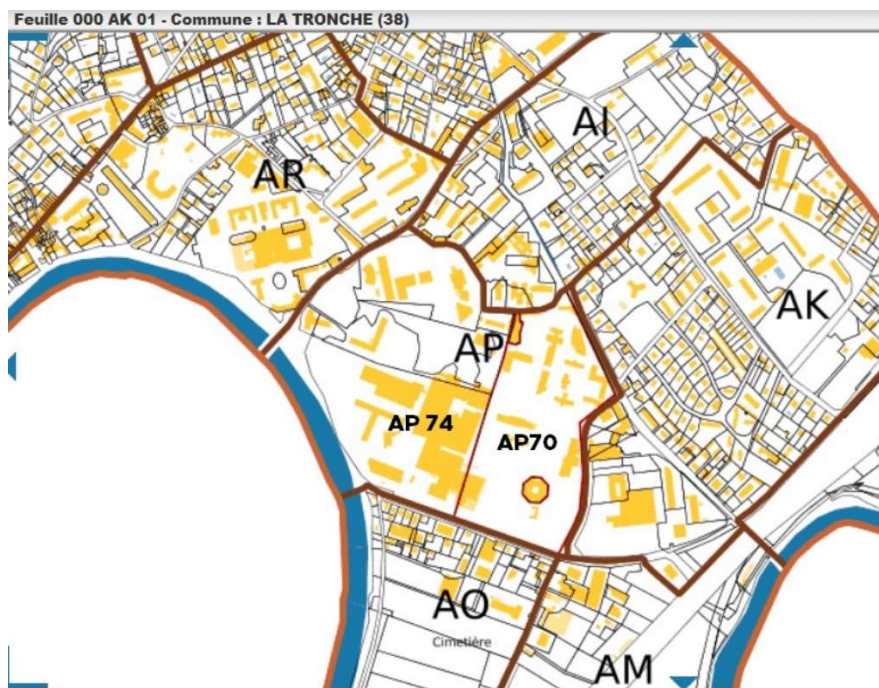 Feuille 000 AK 01 - Commune : LA TRONCHE (38)
AI
AR
AK
AP
AP 74
AP70
AO
Cimetière
AM